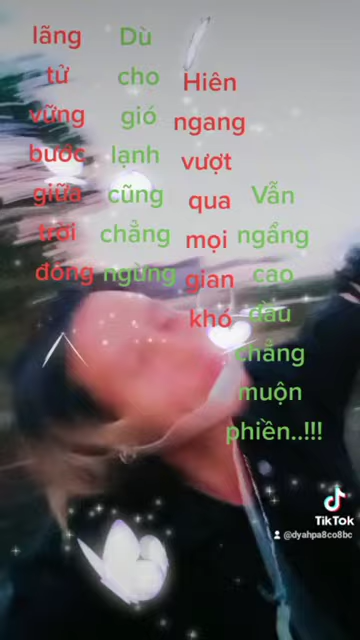 lãng
tử
vững
bước
giữa
trời
đông
Dù
cho
gió
lạnh
cũng
chẳng
ngừng
Hiên
ngang
vượt
qua
mọi
gian
khó
Vẫn
ngẩng
cao
đầu
chẳng
muộn
phiền..!!!
TikTok
@dyahpa8co8bc